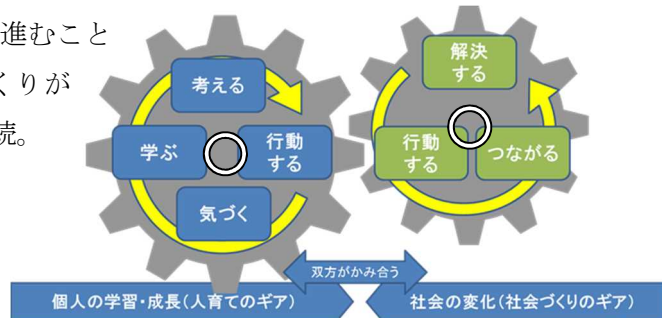 進むこと
くりが
続。
考える
学ぶ
行動
する
気づく
解決
する
行動
する
つながる
双方がかみ合う
個人の学習・成長(人育てのギア)
社会の変化(社会づくりのギア)